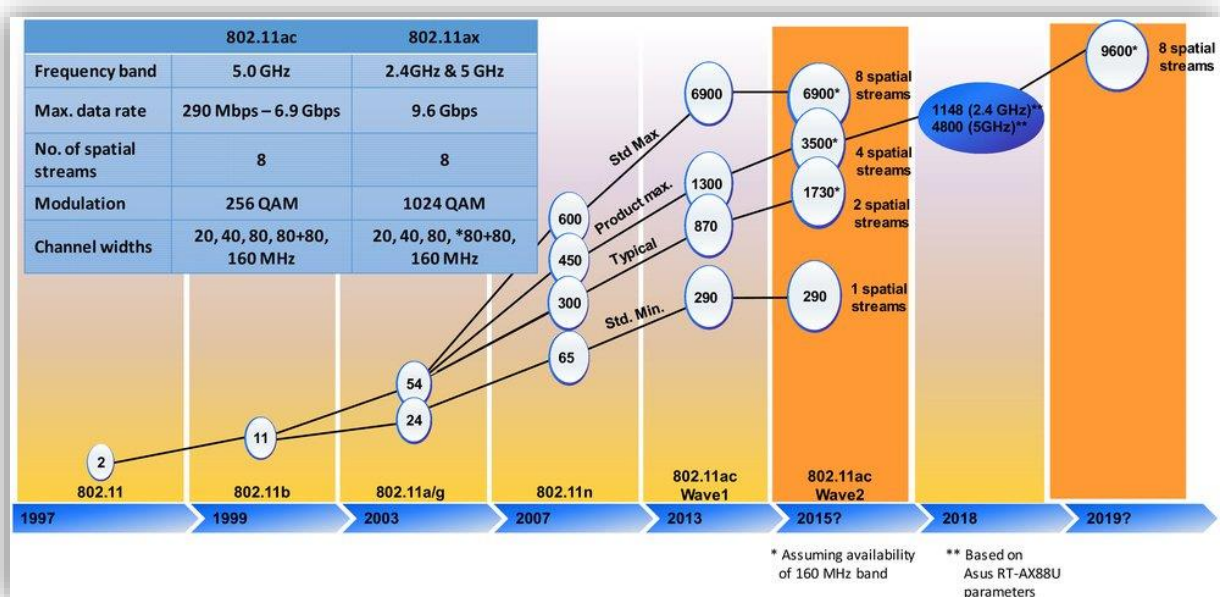 802.11ac 802.11ax
Frequency band 5.0 GHz 2.4GHz & 5 GHz
Max. data rate 290 Mbps – 6.9 Gbps 9.6 Gbps
No. of spatial
streams 8 8
Modulation 256 QAM 1024 QAM
Channel widths 20, 40, 80, 80+80,
160 MHz 20, 40, 80, *80+80,
160 MHz
2
11
54
24
600
450
300
65
Std Max
Product max.
Typical
Std. Min.
6900
1300
870
290
6900*
3500*
1730*
290
8 spatial
streams
4 spatial
streams
2 spatial
streams
1 spatial
streams
1148 (2.4 GHz)**
4800 (5GHz)**
9600*
8 spatial
streams
802.11
802.11b
802.11a/g
802.11n
802.11ac
Wave1
802.11ac
Wave2
1997
1999
2003
2007
2013
2015?
2018
2019?
* Assuming availability
of 160 MHz band
** Based on
Asus RT-AX88U
parameters